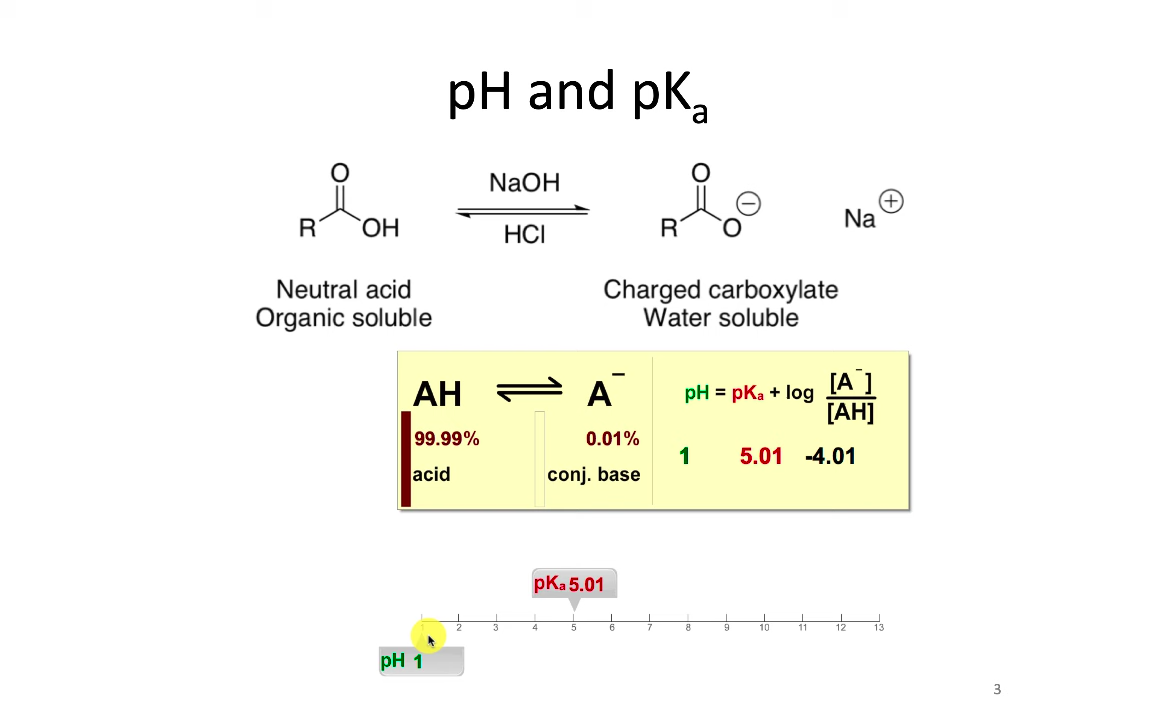 pH and pKa
O O
NaOH
R OH R O − Na +
HCl
Neutral acid Charged carboxylate
Organic soluble Water soluble
AH ⇌ A− pH = pKa + log [A−]
[AH]
99.99% 0.01% 1 5.01 -4.01
acid conj. base
pKa 5.01
1 2 3 4 5 6 7 8 9 10 11 12 13
pH 1
3